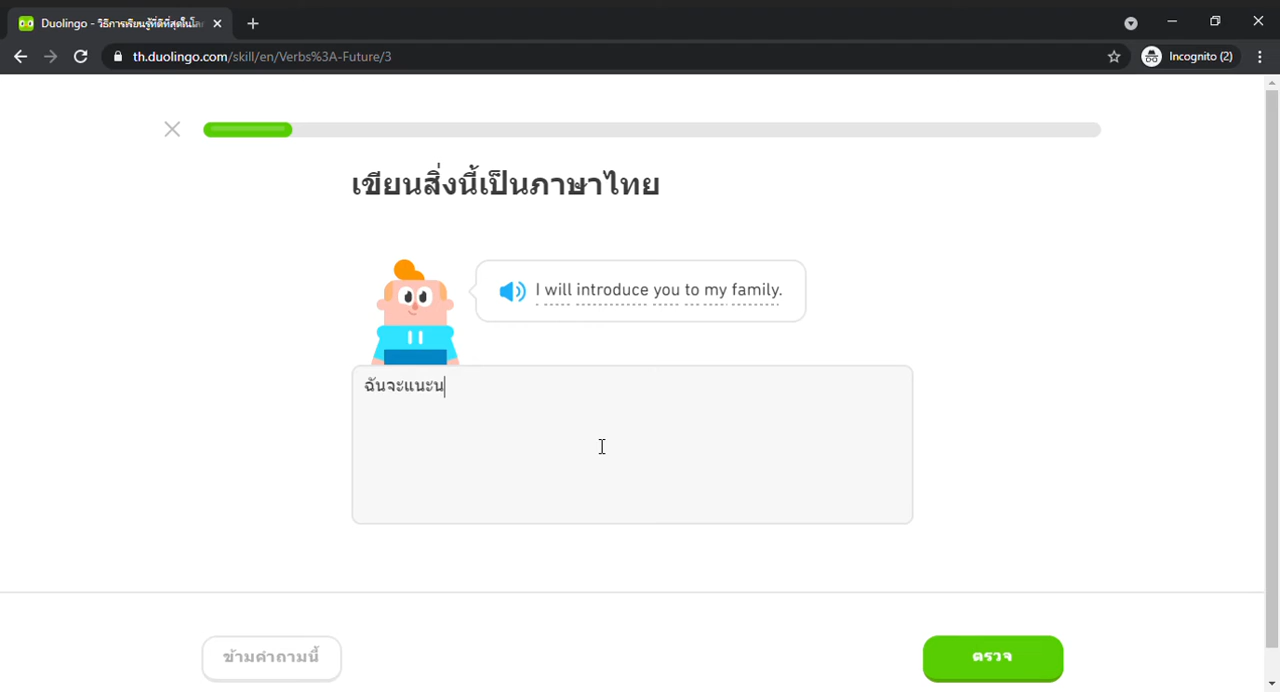 Duolingo - วิธีการเรียนรู้ที่ดีที่สุดในโล
th.duolingo.com/skill/en/Verbs%3A-Future/3
Incognito (2)
เขียนสิ่งนี้เป็นภาษาไทย
I will introduce you to my family.
ฉันจะแนะน
ข้ามคำถามนี้
ตรวจ